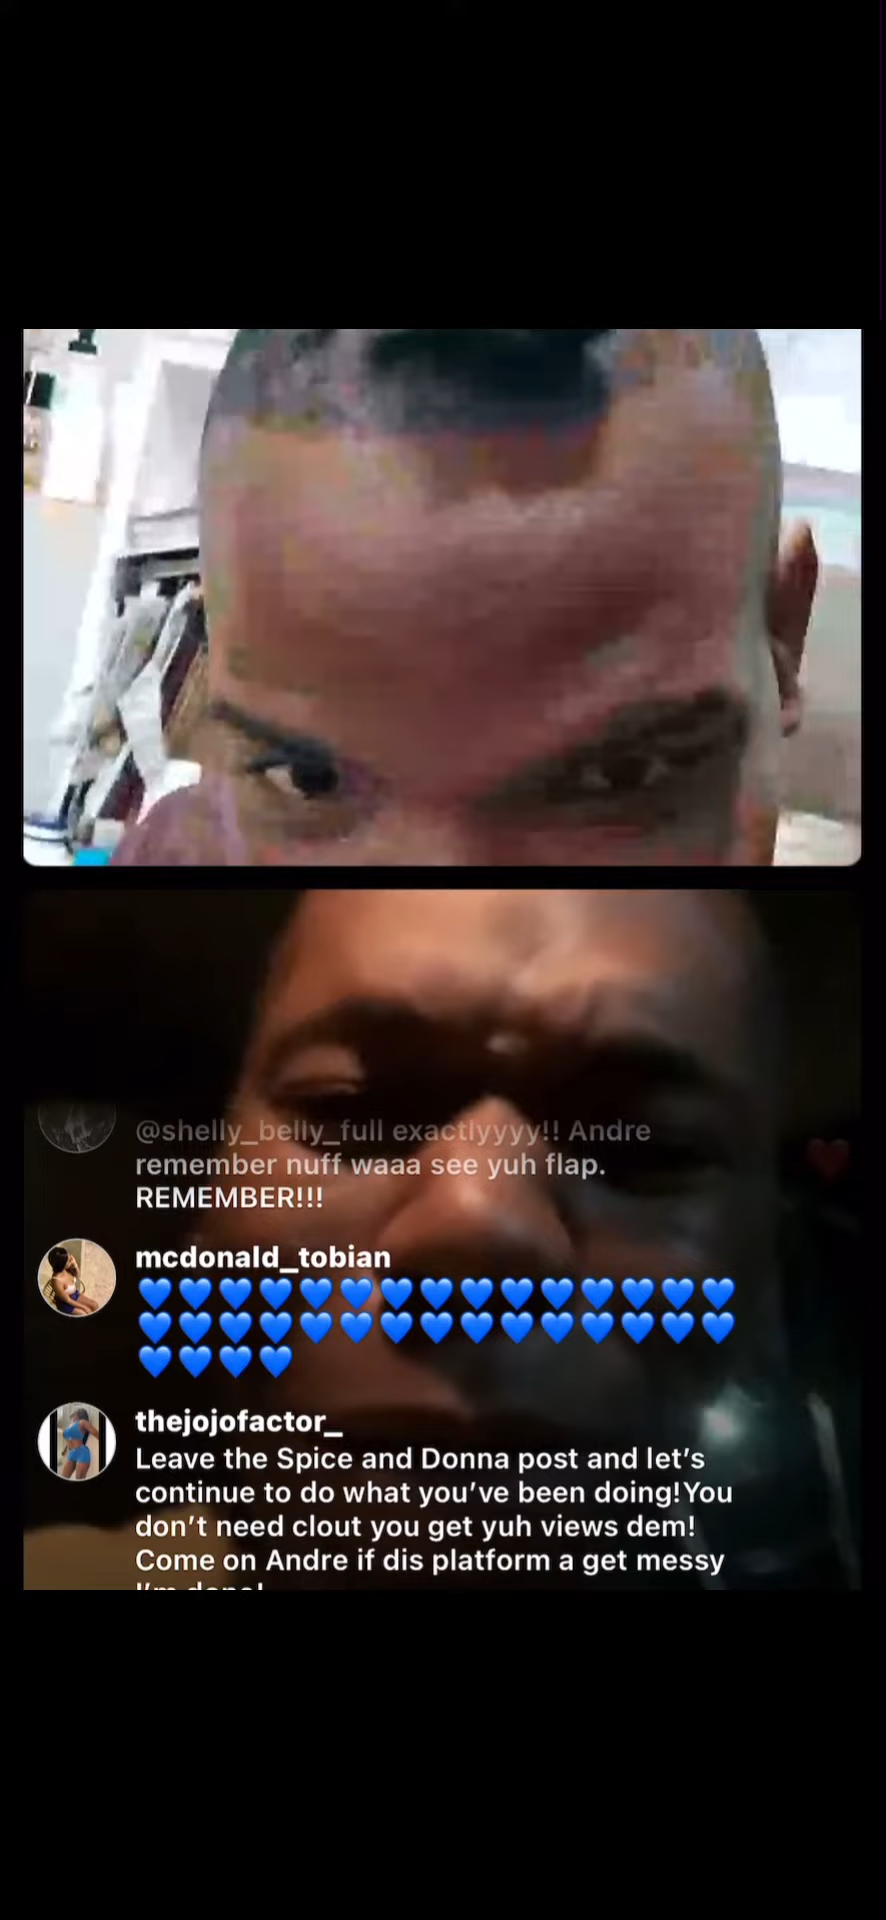 @shelly_belly_full exactlyyyy!! Andre
remember nuff waaa see yuh flap.
REMEMBER!!!
mcdonald_tobian
💙💙💙💙💙💙💙💙💙💙💙💙💙💙💙
💙💙💙💙💙💙💙💙💙💙💙💙💙💙💙
💙💙💙💙
thejojofactor_
Leave the Spice and Donna post and let’s
continue to do what you’ve been doing!You
don’t need clout you get yuh views dem!
Come on Andre if dis platform a get messy
I’m done!